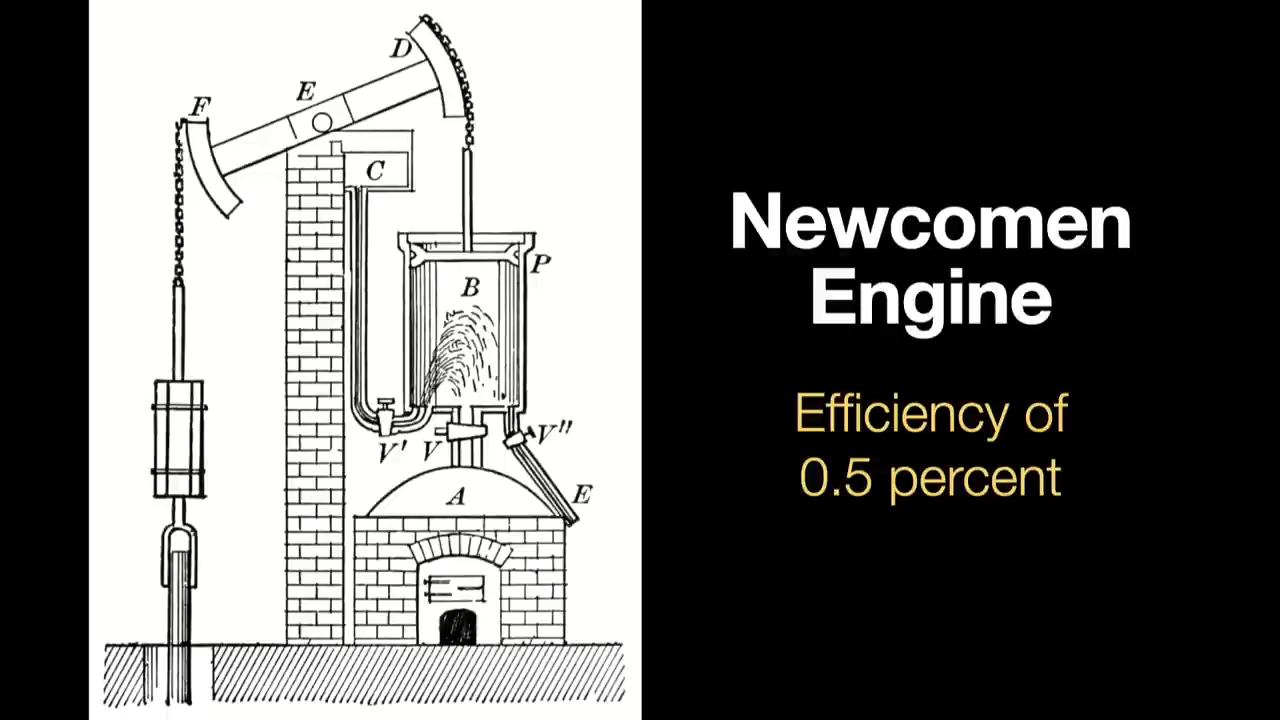 D
E
F
C
P
B
V'
V
V"
E
A
Newcomen
Engine
Efficiency of
0.5 percent